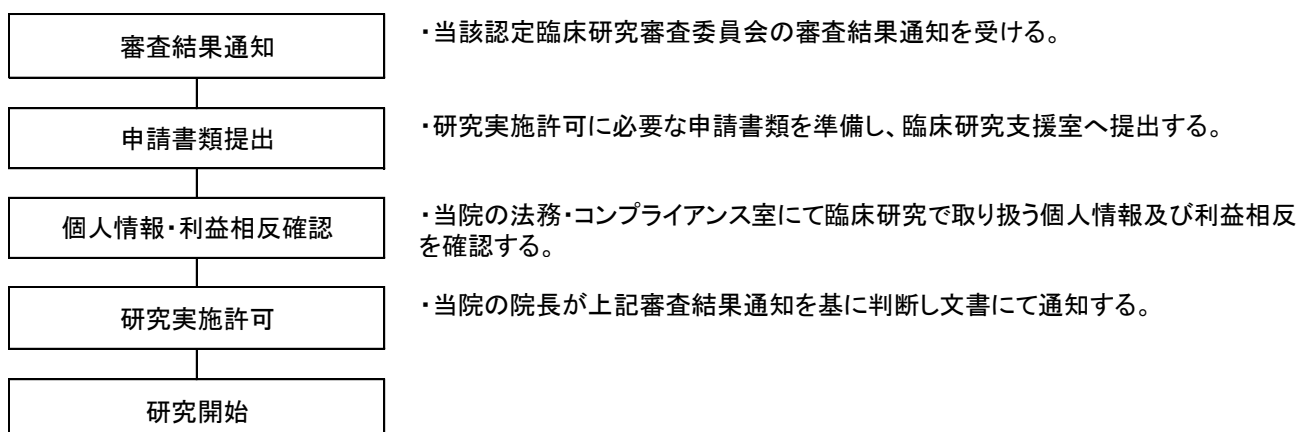 審査結果通知
・当該認定臨床研究審査委員会の審査結果通知を受ける。
申請書類提出
・研究実施許可に必要な申請書類を準備し、臨床研究支援室へ提出する。
個人情報・利益相反確認
・当院の法務・コンプライアンス室にて臨床研究で取り扱う個人情報及び利益相反
を確認する。
研究実施許可
・当院の院長が上記審査結果通知を基に判断し文書にて通知する。
研究開始